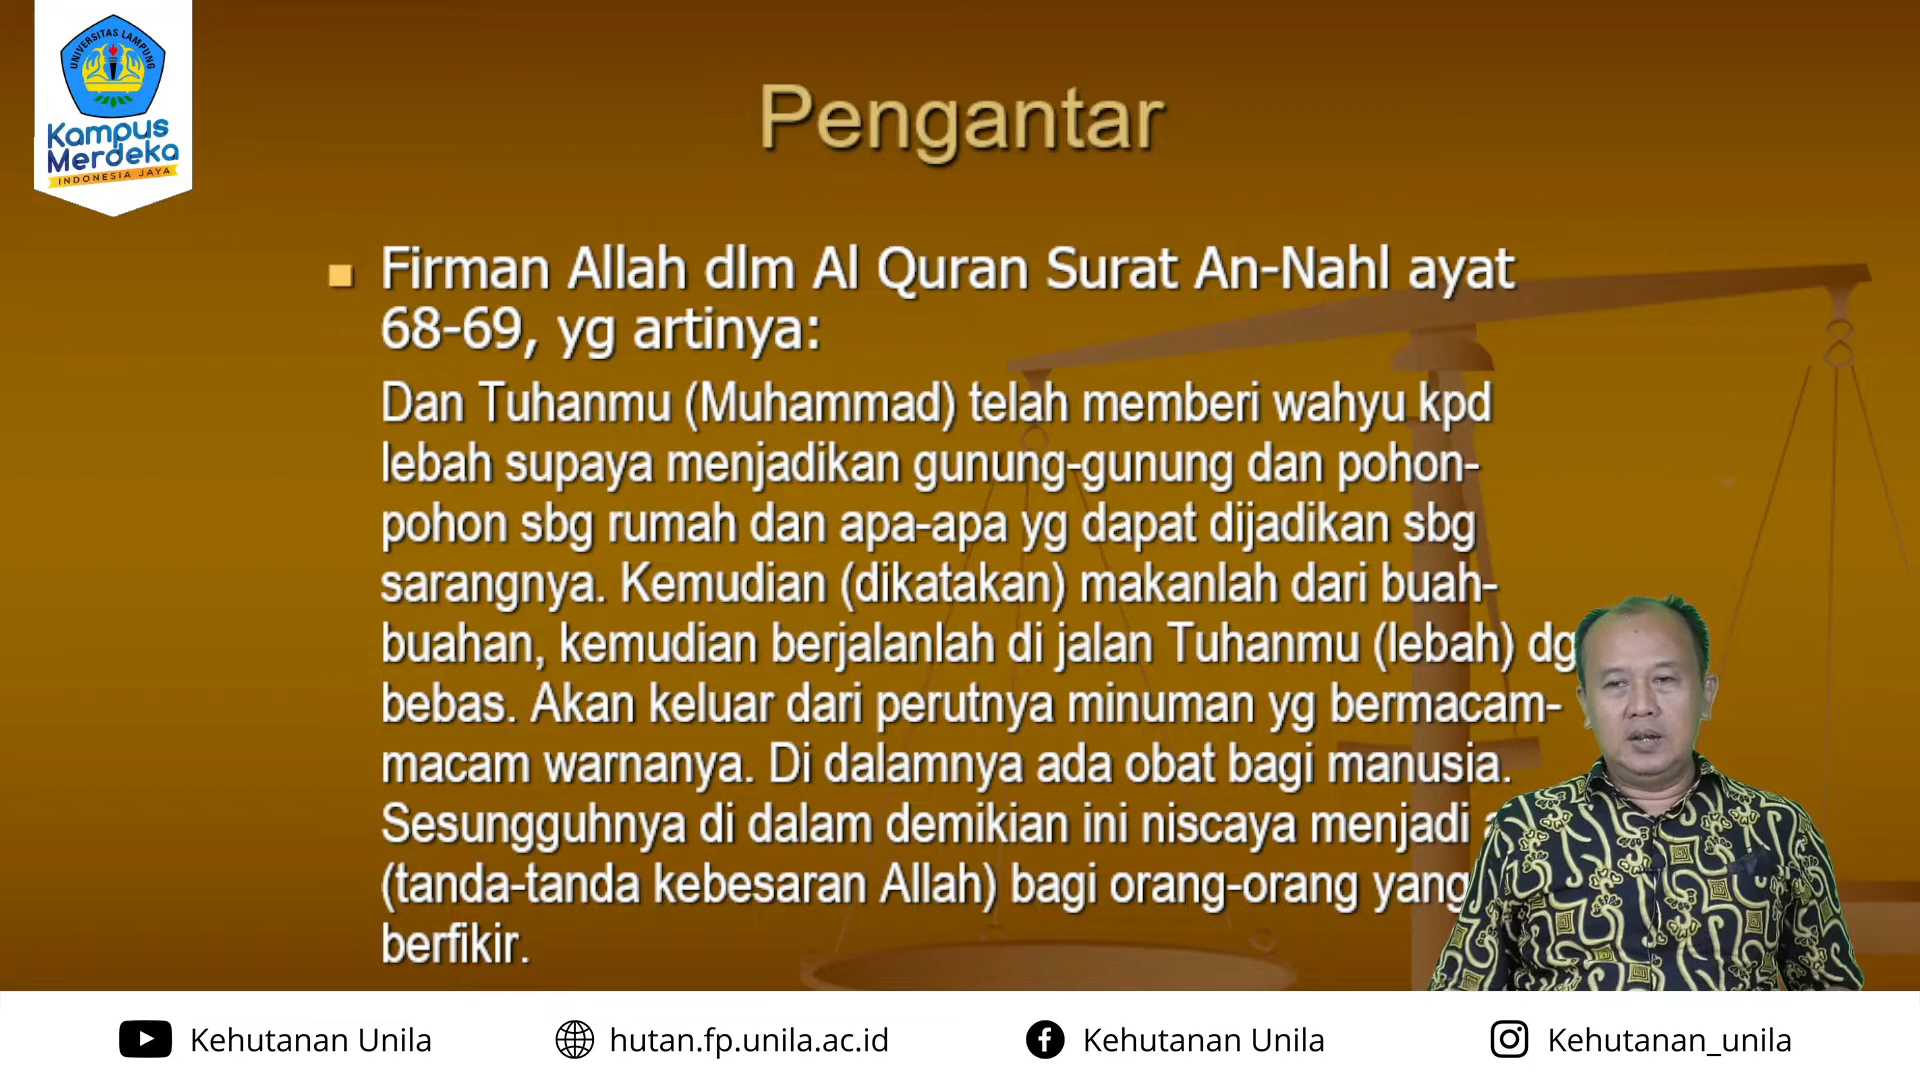 UNIVERSITAS LAMPUNG
Kampus
Merdeka
INDONESIA JAYA
Pengantar
Firman Allah dlm Al Quran Surat An-Nahl ayat
68-69, yg artinya:
Dan Tuhanmu (Muhammad) telah memberi wahyu kpd
lebah supaya menjadikan gunung-gunung dan pohon-
pohon sbg rumah dan apa-apa yg dapat dijadikan sbg
sarangnya. Kemudian (dikatakan) makanlah dari buah-
buahan, kemudian berjalanlah di jalan Tuhanmu (lebah) dg
bebas. Akan keluar dari perutnya minuman yg bermacam-
macam warnanya. Di dalamnya ada obat bagi manusia.
Sesungguhnya di dalam demikian ini niscaya menjadi
(tanda-tanda kebesaran Allah) bagi orang-orang yang
berfikir.
Kehutanan Unila
hutan.fp.unila.ac.id
Kehutanan Unila
Kehutanan_unila